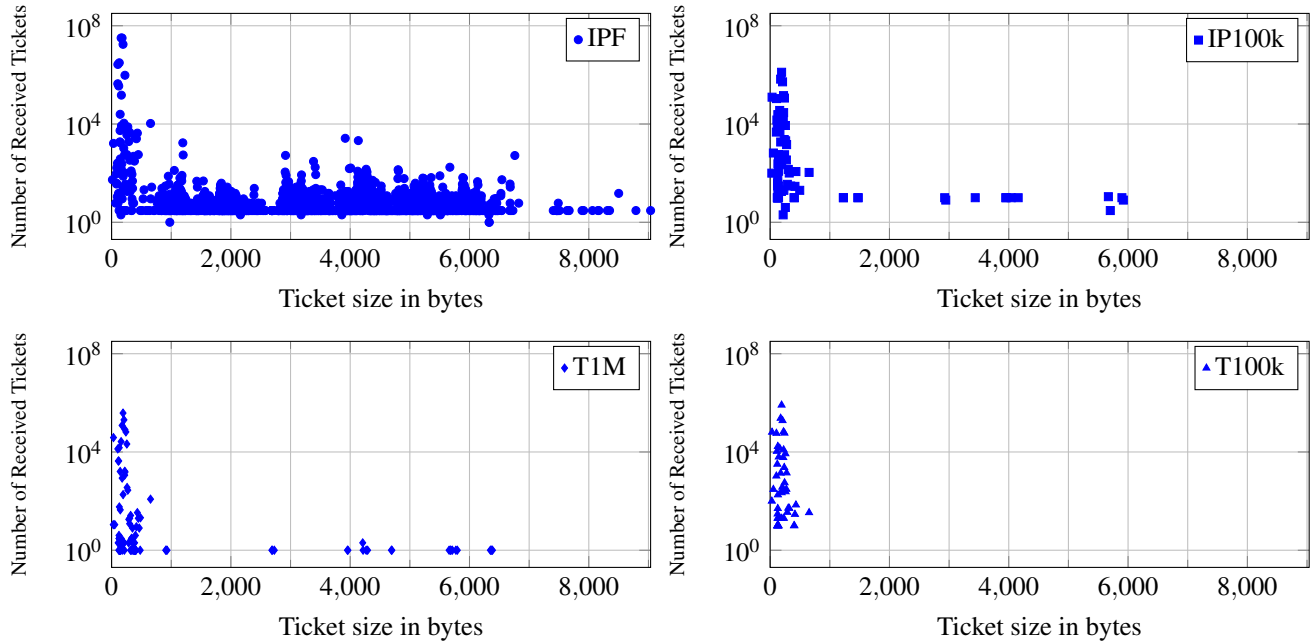 Number of Received Tickets
10^8
10^4
10^0
IPF
0 2,000 4,000 6,000 8,000
Ticket size in bytes
Number of Received Tickets
10^8
10^4
10^0
IP100k
0 2,000 4,000 6,000 8,000
Ticket size in bytes
Number of Received Tickets
10^8
10^4
10^0
T1M
0 2,000 4,000 6,000 8,000
Ticket size in bytes
Number of Received Tickets
10^8
10^4
10^0
T100k
0 2,000 4,000 6,000 8,000
Ticket size in bytes